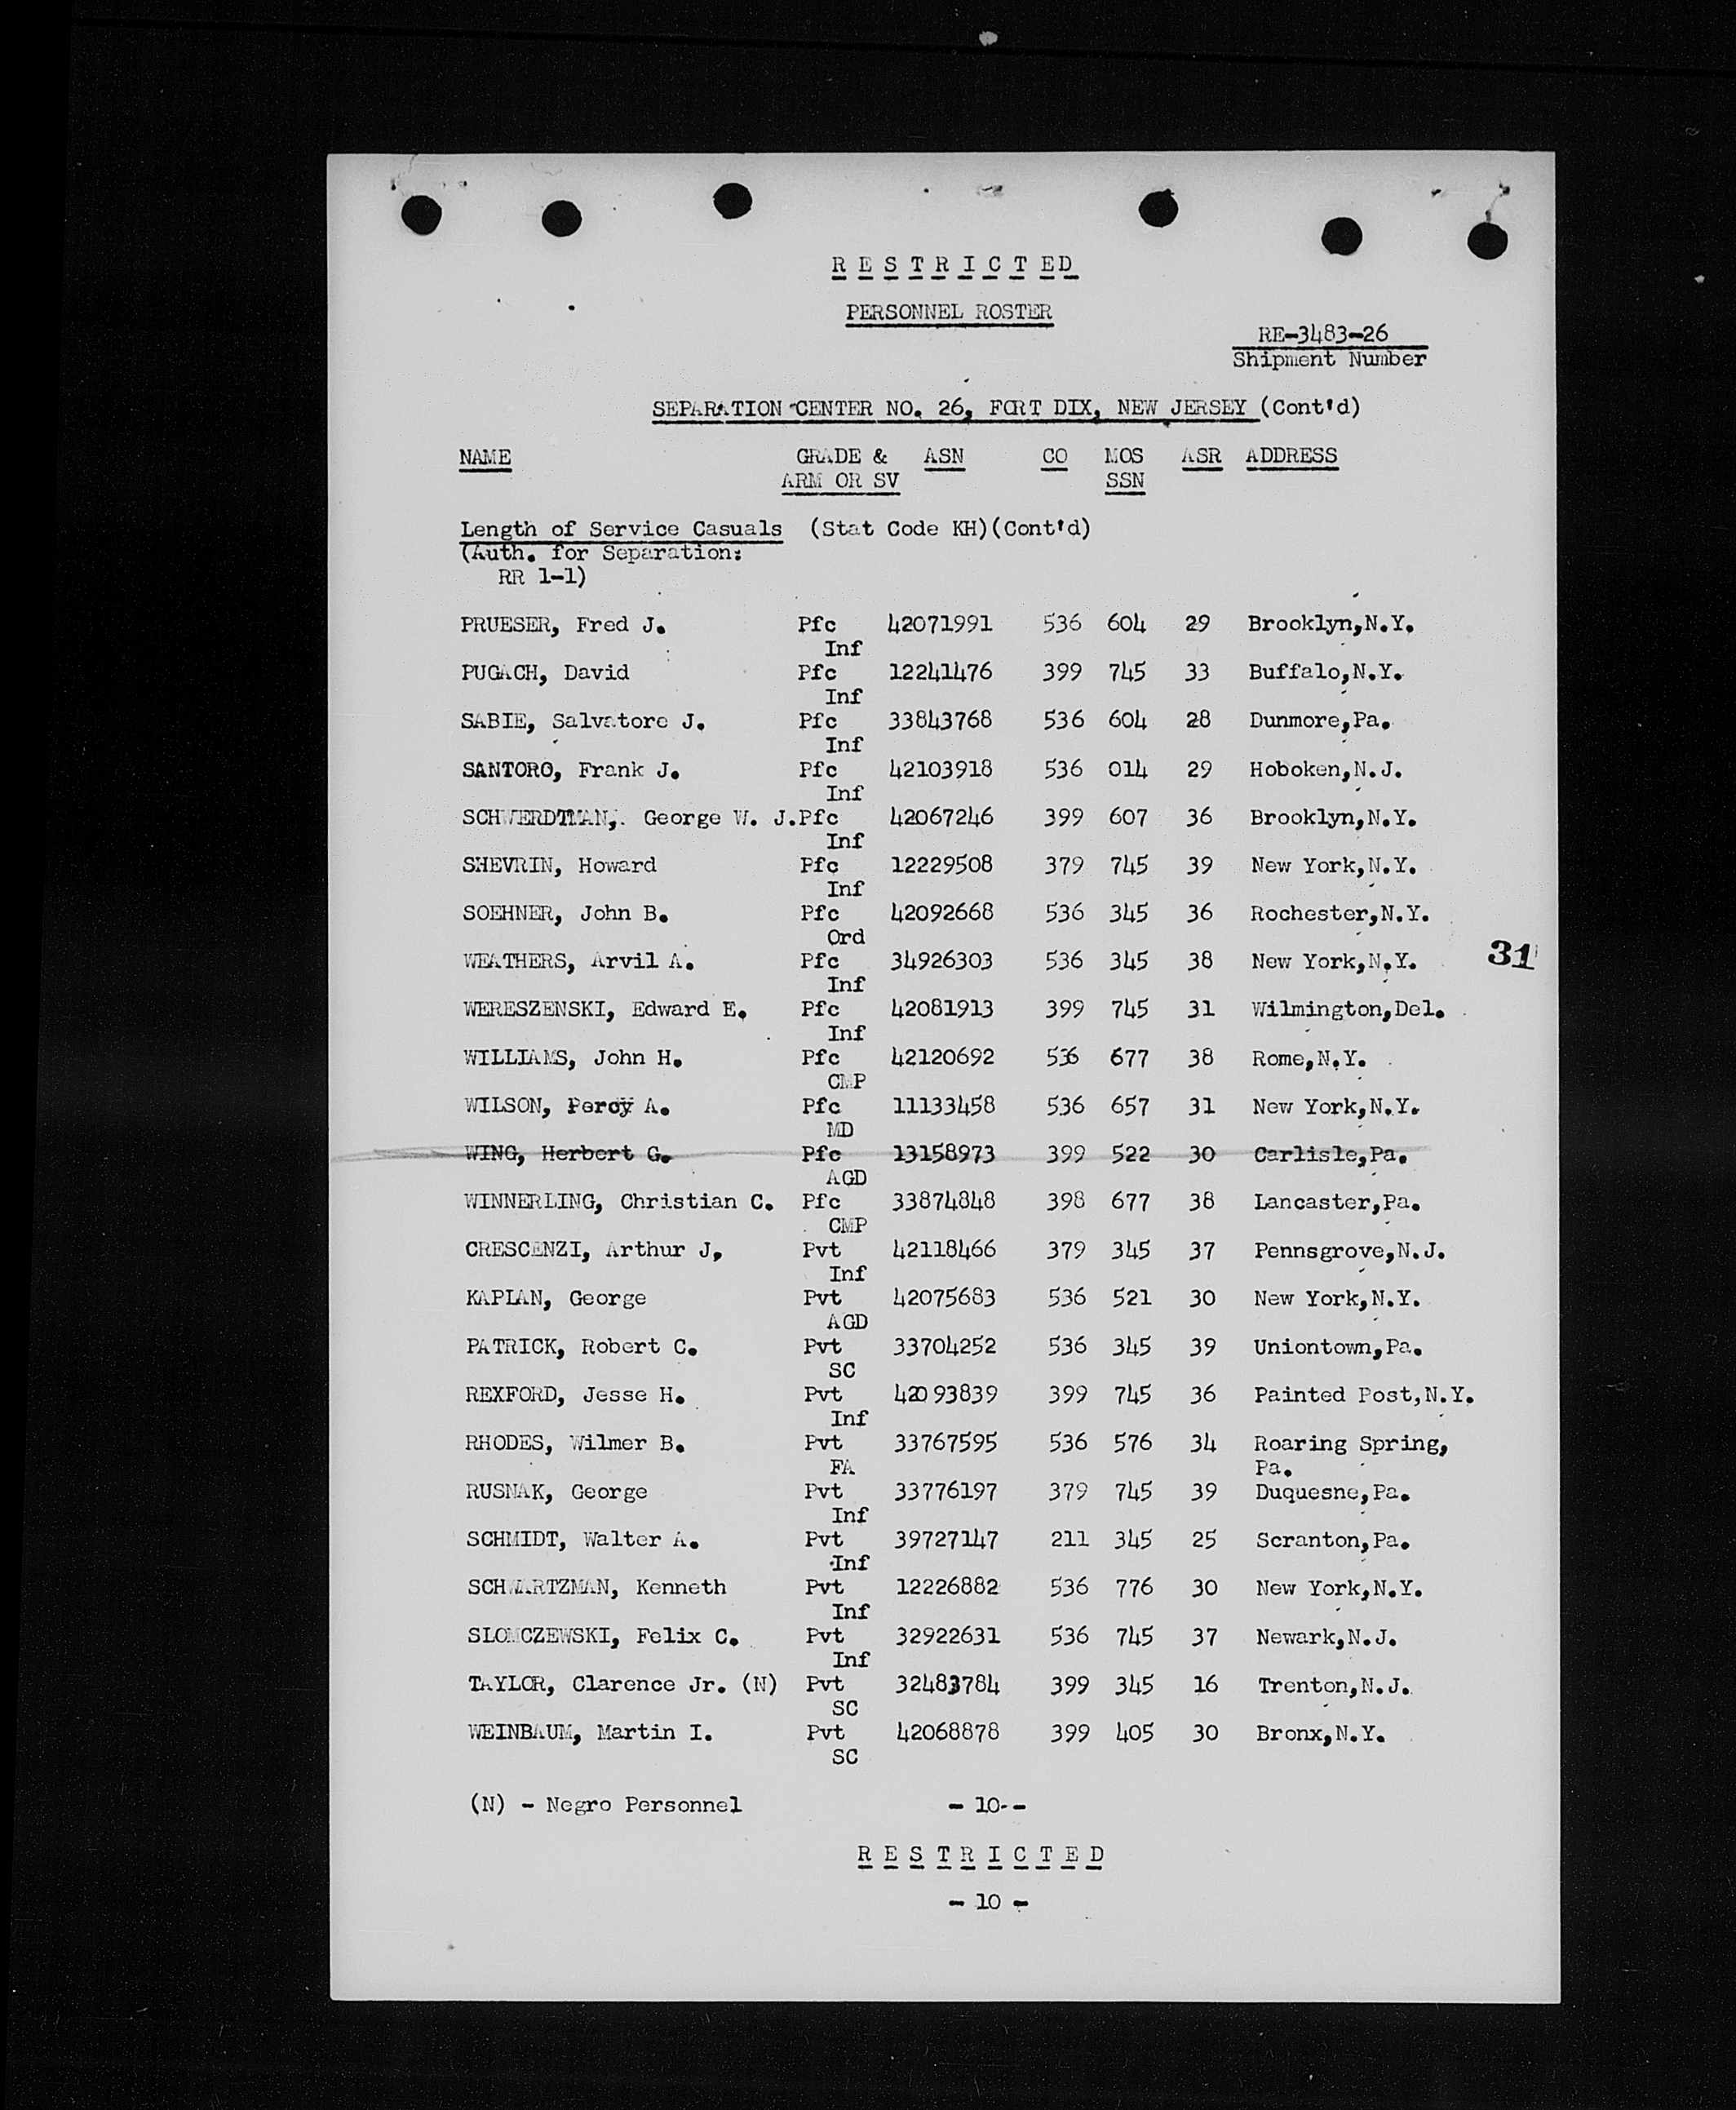 R E S T R I C T E D
PERSONNEL ROSTER
RE-3483-26
Shipment Number
SEPARATION CENTER NO. 26, FORT DIX, NEW JERSEY (Cont'd)
NAME GRADE & ASN CO MOS ASR ADDRESS
ARM OR SV SSN
Length of Service Casuals (Stat Code KH)(Cont'd)
(Auth. for Separation:
RR 1-1)
PRUESER, Fred J. Pfc 42071991 536 604 29 Brooklyn,N.Y.
Inf
PUGACH, David Pfc 12241476 399 745 33 Buffalo,N.Y.
Inf
SABIE, Salvatore J. Pfc 33843768 536 604 28 Dunmore,Pa.
Inf
SANTORO, Frank J. Pfc 42103918 536 014 29 Hoboken,N.J.
Inf
SCHWERDTMAN, George W. J.Pfc 42067246 399 607 36 Brooklyn,N.Y.
Inf
SHEVRIN, Howard Pfc 12229508 379 745 39 New York,N.Y.
Inf
SOEHNER, John B. Pfc 42092668 536 345 36 Rochester,N.Y.
Ord
WEATHERS, Arvil A. Pfc 34926303 536 345 38 New York,N.Y. 31
Inf
WERESZENSKI, Edward E. Pfc 42081913 399 745 31 Wilmington,Del.
Inf
WILLIAMS, John H. Pfc 42120692 536 677 38 Rome,N.Y.
CMP
WILSON, Percy A. Pfc 11133458 536 657 31 New York,N.Y.
MD
WING, Herbert G. Pfc 13158973 399 522 30 Carlisle,Pa.
AGD
WINNERLING, Christian C. Pfc 33874848 398 677 38 Lancaster,Pa.
CMP
CRESCENZI, Arthur J, Pvt 42118466 379 345 37 Pennsgrove,N.J.
Inf
KAPLAN, George Pvt 42075683 536 521 30 New York,N.Y.
AGD
PATRICK, Robert C. Pvt 33704252 536 345 39 Uniontown,Pa.
SC
REXFORD, Jesse H. Pvt 42093839 399 745 36 Painted Post,N.Y.
Inf
RHODES, Wilmer B. Pvt 33767595 536 576 34 Roaring Spring,
FA Pa.
RUSNAK, George Pvt 33776197 379 745 39 Duquesne,Pa.
Inf
SCHMIDT, Walter A. Pvt 39727147 211 345 25 Scranton,Pa.
Inf
SCHWARTZMAN, Kenneth Pvt 12226882 536 776 30 New York,N.Y.
Inf
SLOMCZEWSKI, Felix C. Pvt 32922631 536 745 37 Newark,N.J.
Inf
TAYLOR, Clarence Jr. (N) Pvt 32483784 399 345 16 Trenton,N.J.
SC
WEINBAUM, Martin I. Pvt 42068878 399 405 30 Bronx,N.Y.
SC
(N) - Negro Personnel - 10 -
R E S T R I C T E D
- 10 -